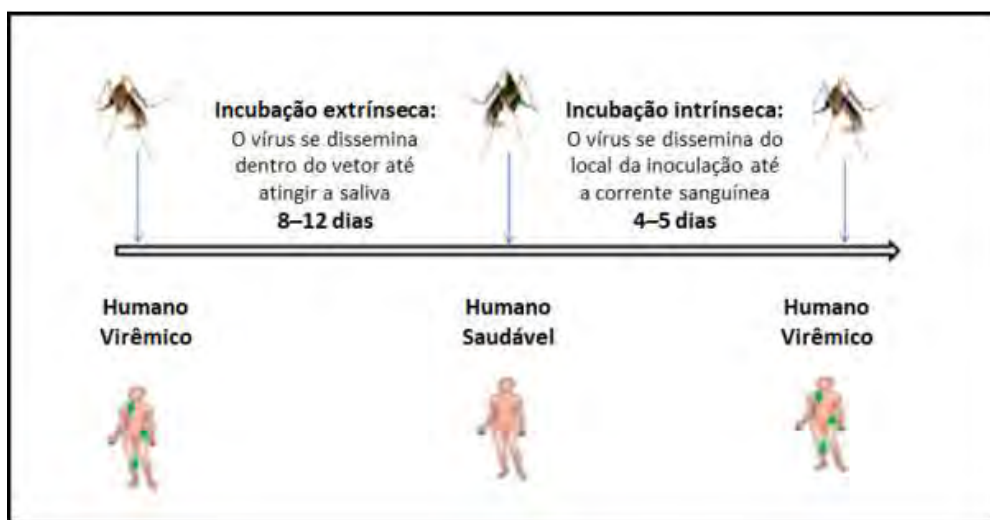 Incubação extrínseca:
O vírus se dissemina
dentro do vetor até
atingir a saliva
8–12 dias
Incubação intrínseca:
O vírus se dissemina do
local da inoculação até
a corrente sanguínea
4–5 dias
Humano
Virêmico
Humano
Saudável
Humano
Virêmico